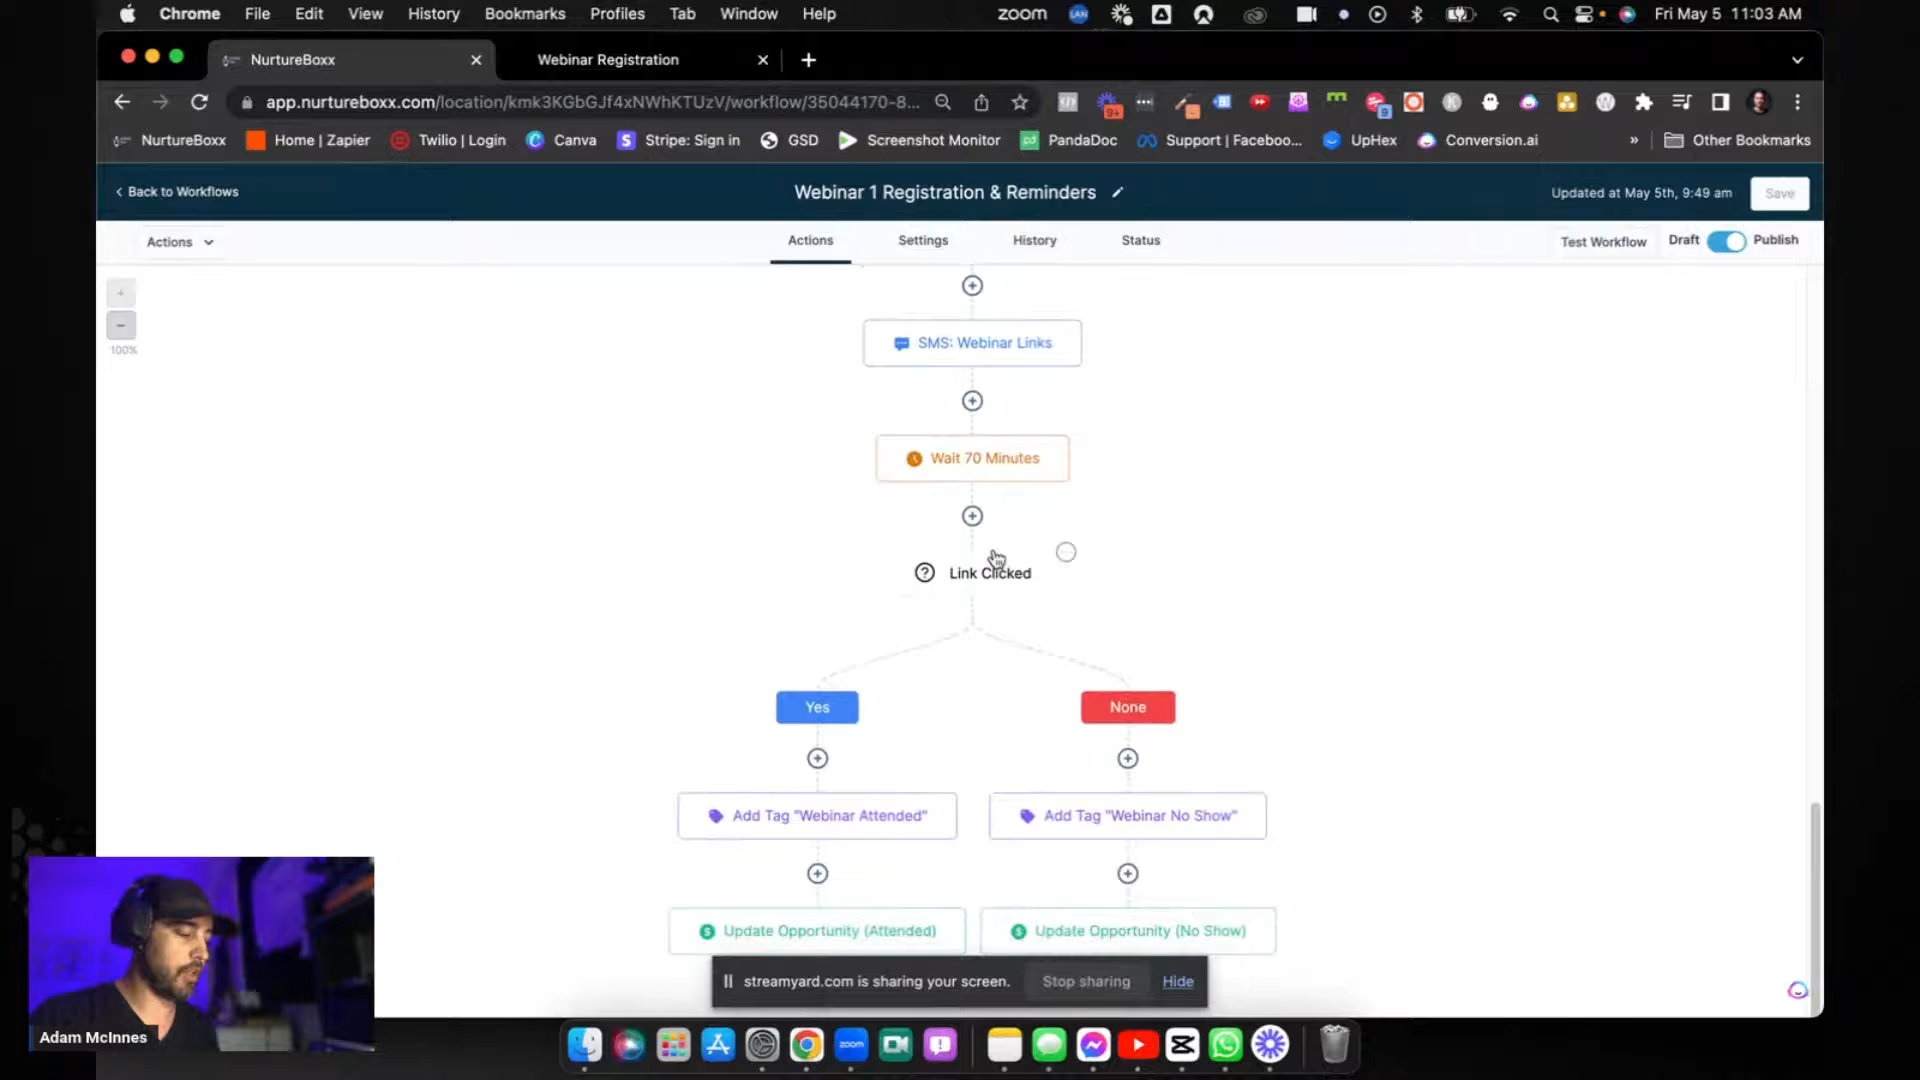 Chrome File Edit View History Bookmarks Profiles Tab Window Help zoom LAN Fri May 5 11:03 AM
NurtureBoxx Webinar Registration
app.nurtureboxx.com/location/kmk3KGbGJf4xNWhKTUzV/workflow/35044170-8... 9+ 9
NurtureBoxx Home | Zapier Twilio | Login Canva Stripe: Sign in GSD Screenshot Monitor PandaDoc Support | Faceboo... UpHex Conversion.ai » Other Bookmarks
Back to Workflows Webinar 1 Registration & Reminders Updated at May 5th, 9:49 am Save
Actions Actions Settings History Status Test Workflow Draft Publish
100%
SMS: Webinar Links
Wait 70 Minutes
Link Clicked
Yes None
Add Tag "Webinar Attended" Add Tag "Webinar No Show"
Update Opportunity (Attended) Update Opportunity (No Show)
streamyard.com is sharing your screen. Stop sharing Hide
Adam McInnes
zoom